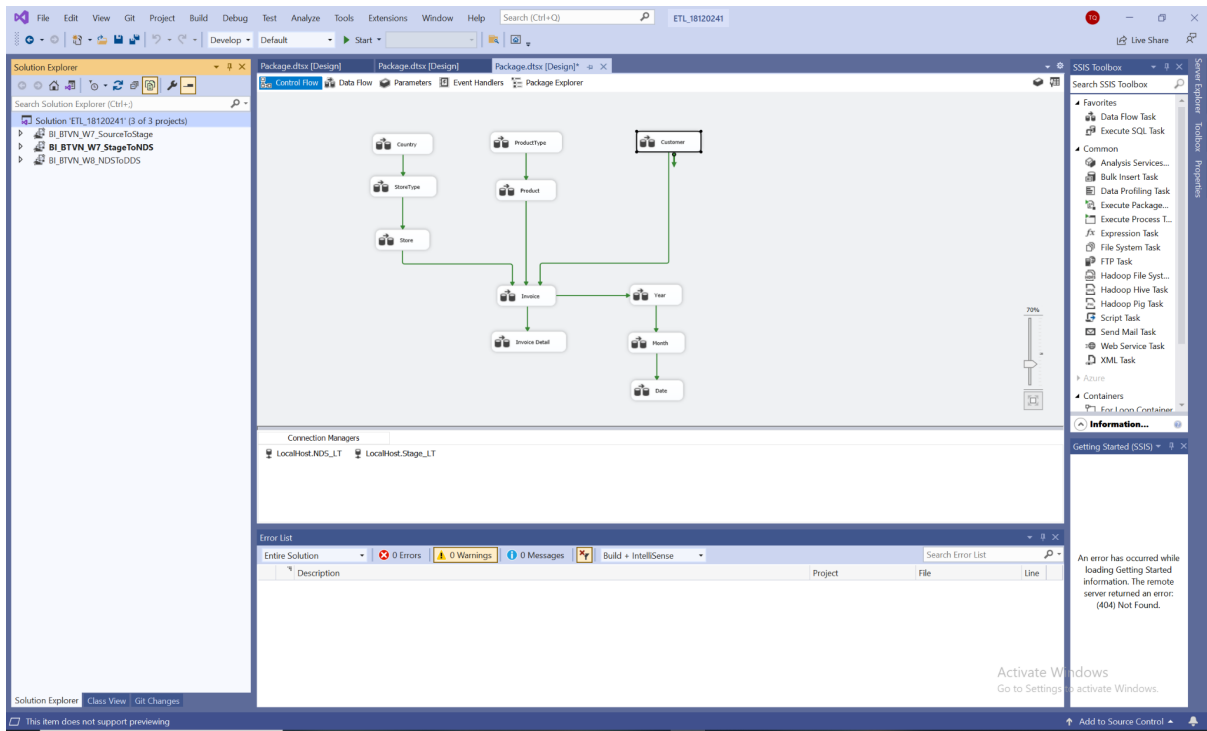 File Edit View Git Project Build Debug Test Analyze Tools Extensions Window Help Search (Ctrl+Q) ETL_18120241 TQ
Develop Default Start Live Share
Solution Explorer
Search Solution Explorer (Ctrl+;)
Solution 'ETL_18120241' (3 of 3 projects)
BI_BTVN_W7_SourceToStage
BI_BTVN_W7_StageToNDS
BI_BTVN_W8_NDSToDDS
Package.dtsx [Design] Package.dtsx [Design] Package.dtsx [Design]*
Control Flow Data Flow Parameters Event Handlers Package Explorer
Country ProductType Customer
StoreType Product
Store
Invoice Year
Invoice Detail Month
Date
70%
Connection Managers
LocalHost.NDS_LT LocalHost.Stage_LT
Error List
Entire Solution 0 Errors 0 Warnings 0 Messages Build + IntelliSense Search Error List
Description Project File Line
SSIS Toolbox
Search SSIS Toolbox
Favorites
Data Flow Task
Execute SQL Task
Common
Analysis Services...
Bulk Insert Task
Data Profiling Task
Execute Package...
Execute Process T...
Expression Task
File System Task
FTP Task
Hadoop File Syst...
Hadoop Hive Task
Hadoop Pig Task
Script Task
Send Mail Task
Web Service Task
XML Task
Azure
Containers
For Loop Container
Information...
Getting Started (SSIS)
An error has occurred while
loading Getting Started
information. The remote
server returned an error:
(404) Not Found.
Server Explorer
Toolbox
Properties
Activate Windows
Go to Settings to activate Windows.
Solution Explorer Class View Git Changes
This item does not support previewing Add to Source Control